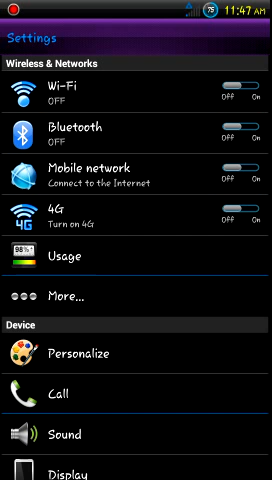 75 11:47 AM
Settings
Wireless & Networks
Wi-Fi
OFF
Off On
Bluetooth
OFF
Off On
Mobile network
Connect to the Internet
Off On
4G
4G
Turn on 4G
Off On
98%
Usage
More...
Device
Personalize
Call
Sound
Display